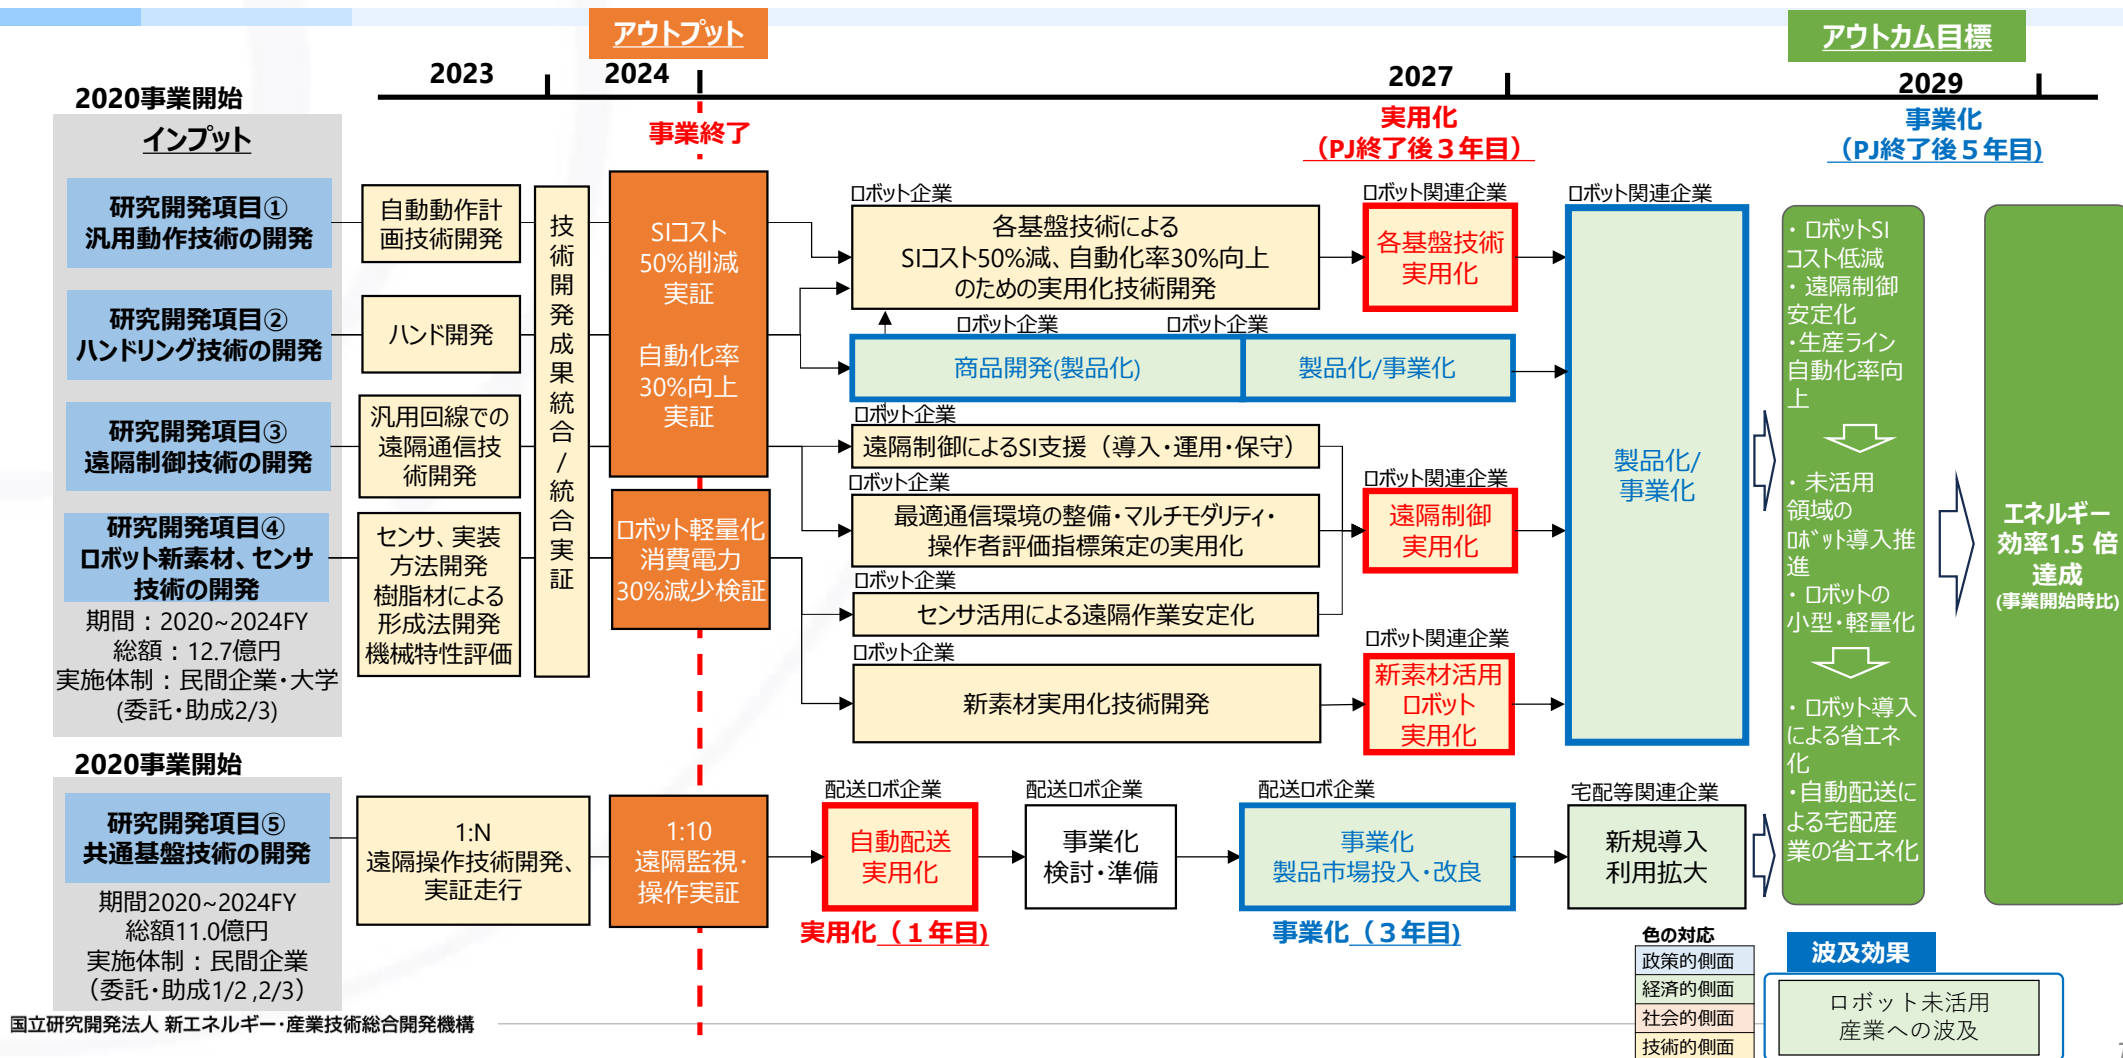 アウトプット
アウトカム目標
2023
2024
2027
2029
2020事業開始
インプット
事業終了
実用化
（PJ終了後３年目）
事業化
（PJ終了後５年目)
研究開発項目①
汎用動作技術の開発
研究開発項目②
ハンドリング技術の開発
研究開発項目③
遠隔制御技術の開発
研究開発項目④
ロボット新素材、センサ
技術の開発
期間：2020~2024FY
総額：12.7億円
実施体制：民間企業・大学
(委託・助成2/3)
自動動作計
画技術開発
ハンド開発
汎用回線での
遠隔通信技
術開発
センサ、実装
方法開発
樹脂材による
形成法開発
機械特性評価
技術開発成果統合/統合実証
SIコスト
50%削減
実証
自動化率
30%向上
実証
ロボット軽量化
消費電力
30%減少検証
ロボット企業
各基盤技術による
SIコスト50%減、自動化率30%向上
のための実用化技術開発
ロボット関連企業
各基盤技術
実用化
ロボット企業
商品開発(製品化)
ロボット企業
製品化/事業化
ロボット企業
遠隔制御によるSI支援（導入・運用・保守）
ロボット企業
最適通信環境の整備・マルチモダリティ・
操作者評価指標策定の実用化
ロボット関連企業
遠隔制御
実用化
ロボット企業
センサ活用による遠隔作業安定化
ロボット企業
新素材実用化技術開発
ロボット関連企業
新素材活用
ロボット
実用化
ロボット関連企業
製品化/
事業化
・ロボットSI
コスト低減
・遠隔制御
安定化
・生産ライン
自動化率向
上
・未活用
領域の
ﾛﾎﾞｯﾄ導入推
進
・ロボットの
小型・軽量化
・ロボット導入
による省エネ
化
・自動配送に
よる宅配産
業の省エネ化
エネルギー
効率1.5 倍
達成
(事業開始時比)
2020事業開始
研究開発項目⑤
共通基盤技術の開発
期間2020~2024FY
総額11.0億円
実施体制：民間企業
（委託・助成1/2 ,2/3）
1:N
遠隔操作技術開発、
実証走行
1:10
遠隔監視・
操作実証
配送ロボ企業
自動配送
実用化
実用化（１年目)
配送ロボ企業
事業化
検討・準備
配送ロボ企業
事業化
製品市場投入・改良
事業化（３年目)
宅配等関連企業
新規導入
利用拡大
色の対応
政策的側面
経済的側面
社会的側面
技術的側面
波及効果
ロボット未活用
産業への波及
国立研究開発法人 新エネルギー・産業技術総合開発機構